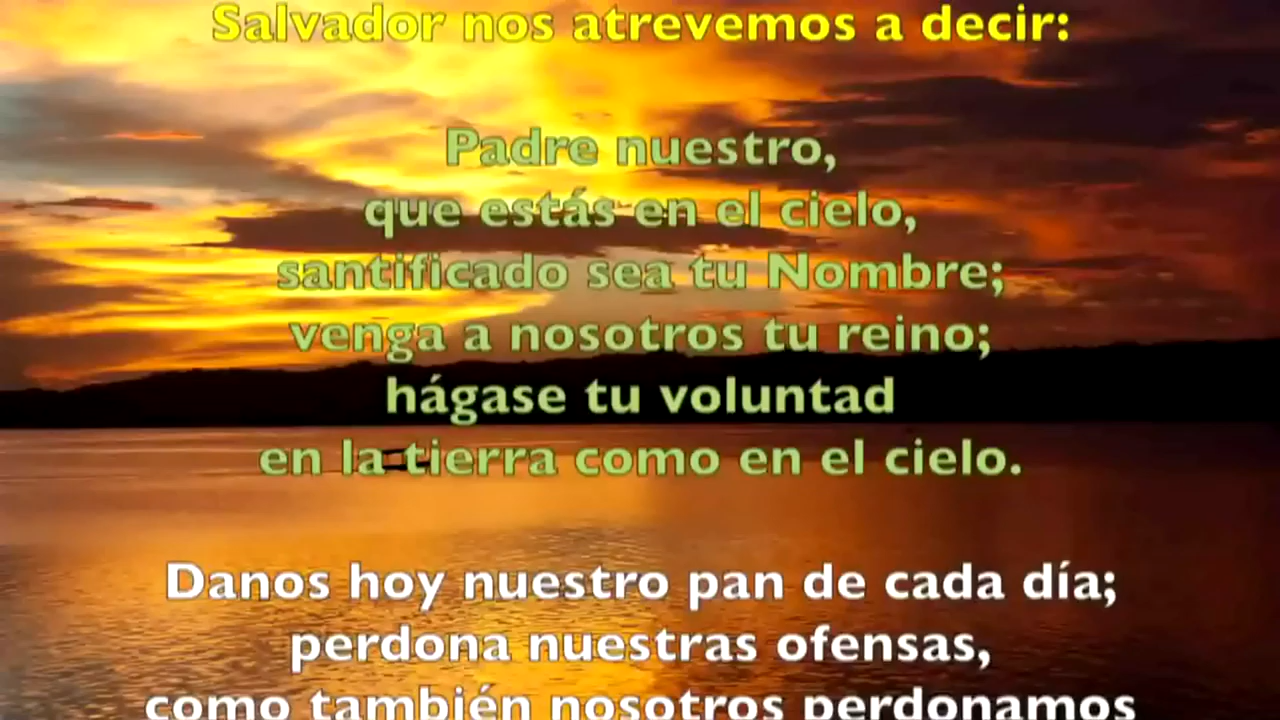 Salvador nos atrevemos a decir:
Padre nuestro,
que estás en el cielo,
santificado sea tu Nombre;
venga a nosotros tu reino;
hágase tu voluntad
en la tierra como en el cielo.
Danos hoy nuestro pan de cada día;
perdona nuestras ofensas,
como también nosotros perdonamos